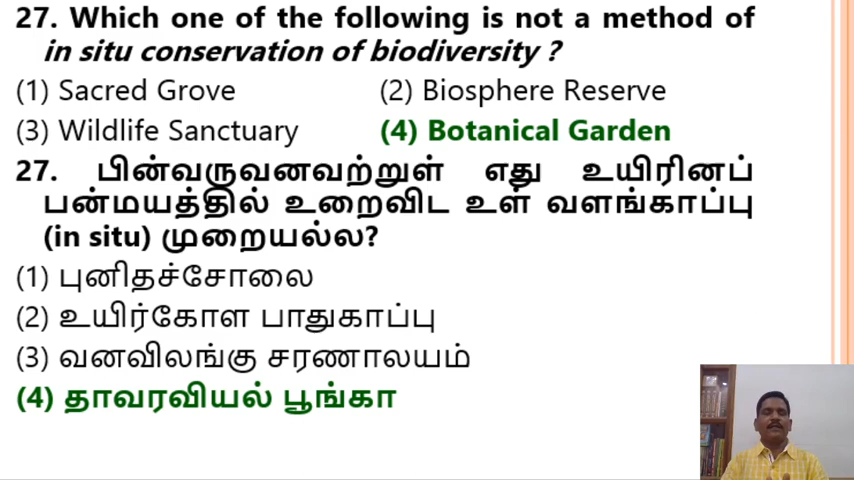 27. Which one of the following is not a method of
in situ conservation of biodiversity ?
(1) Sacred Grove (2) Biosphere Reserve
(3) Wildlife Sanctuary (4) Botanical Garden
27. பின்வருவனவற்றுள் எது உயிரினப்
பன்மயத்தில் உறைவிட உள் வளங்காப்பு
(in situ) முறையல்ல?
(1) புனிதச்சோலை
(2) உயிர்கோள பாதுகாப்பு
(3) வனவிலங்கு சரணாலயம்
(4) தாவரவியல் பூங்கா